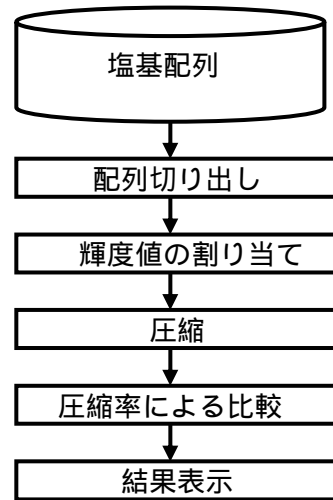 塩基配列
配列切り出し
輝度値の割り当て
圧縮
圧縮率による比較
結果表示